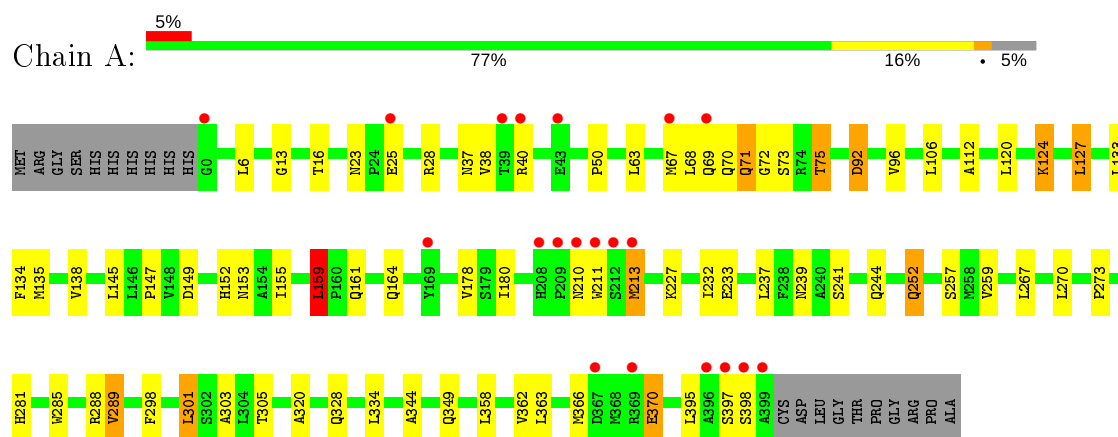 5%
Chain A:
77% 16% • 5%
MET ARG GLY SER HIS HIS HIS HIS HIS HIS G0 L6 G13 T16 N23 P24 E25 R28 N37 V38 T39 R40 E43 P50 L63 M67 L68 Q69 Q70 Q71 G72 S73 R74 T75 D92 V96 L106 A112 L120 K124 L127 L133
F134 M135 V138 L145 L146 P147 V148 D149 H152 N153 A154 I155 L159 P160 Q161 Q164 Y169 V178 S179 I180 H208 P209 N210 W211 S212 M213 K227 I232 E233 L237 F238 N239 A240 S241 Q244 Q252 S257 M258 V259 L267 L270 P273
H281 W285 R288 V289 F298 L301 S302 A303 L304 T305 A320 Q328 L334 A344 Q349 L358 V362 L363 M366 D367 M368 R369 E370 L395 A396 S397 S398 A399 CYS ASP LEU GLY THR PRO GLY ARG PRO ALA